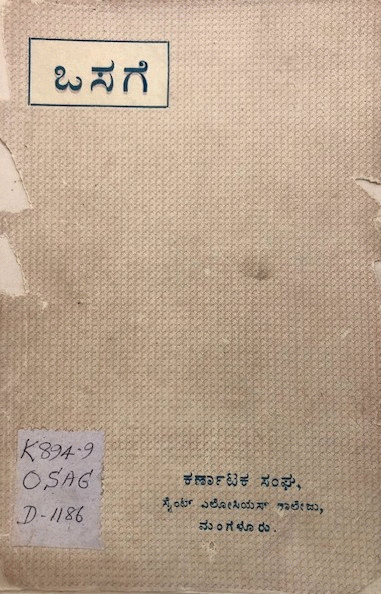 ಒಸಗೆ
K894-9
OSAG
D-1186
ಕರ್ಣಾಟಕ ಸಂಘ,
ಸೈಂಟ್ ಎಲೋಸಿಯಸ್ ಕಾಲೇಜು,
ಮಂಗಳೂರು.